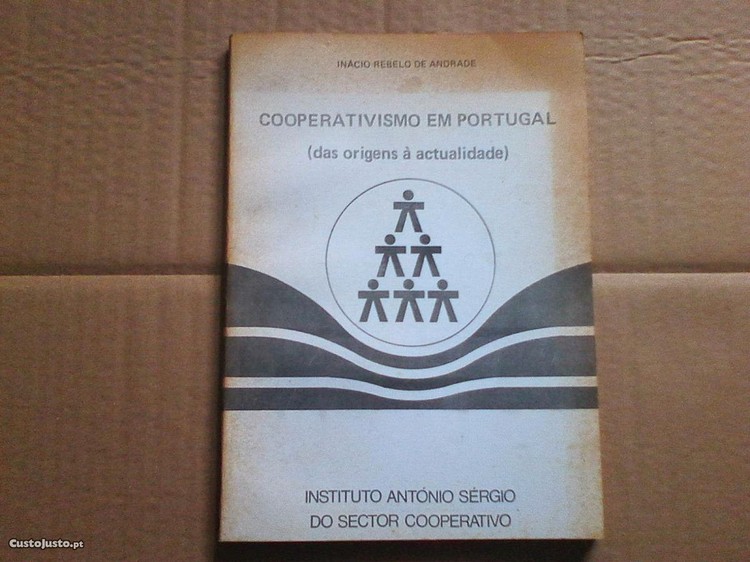 INÁCIO REBELO DE ANDRADE
COOPERATIVISMO EM PORTUGAL
(das origens à actualidade)
INSTITUTO ANTÓNIO SÉRGIO
DO SECTOR COOPERATIVO
CustoJusto.pt